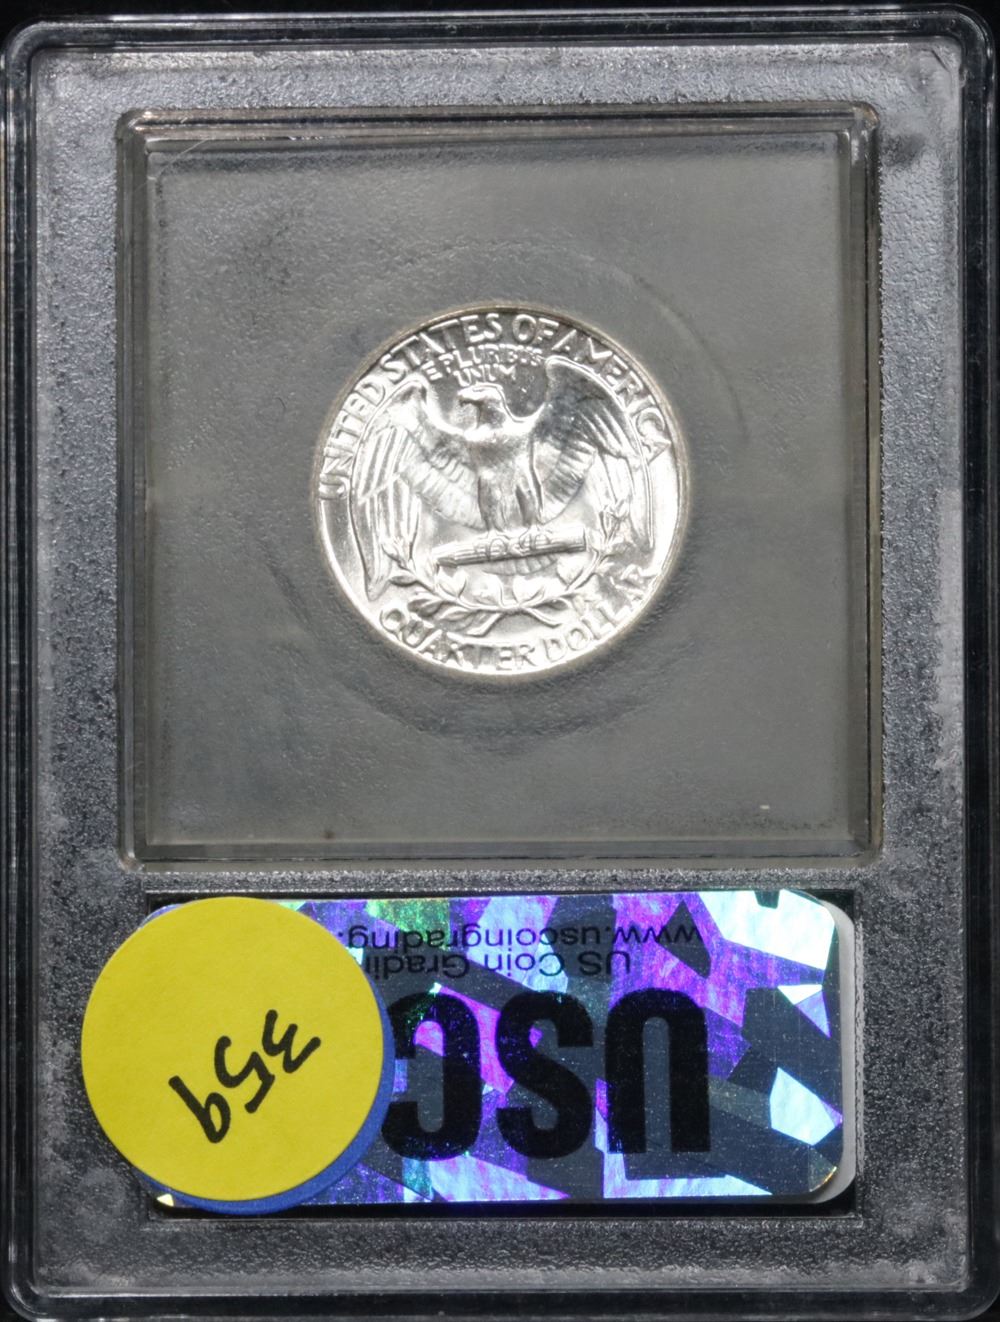 UNITED STATES OF AMERICA
E PLURIBUS
UNUM
QUARTER DOLLAR
USC
US Coin Gradin
www.uscoingrading.
359